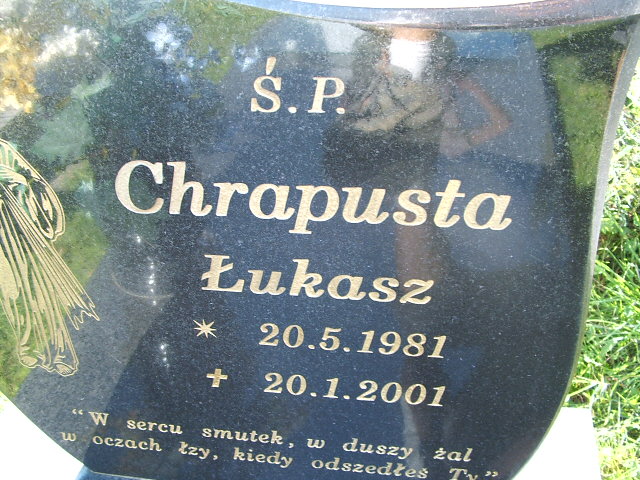 Ś.P.
Chrapusta
Łukasz
* 20.5.1981
+ 20.1.2001
“W sercu smutek, w duszy żal
w oczach łzy, kiedy odszedłeś Ty”